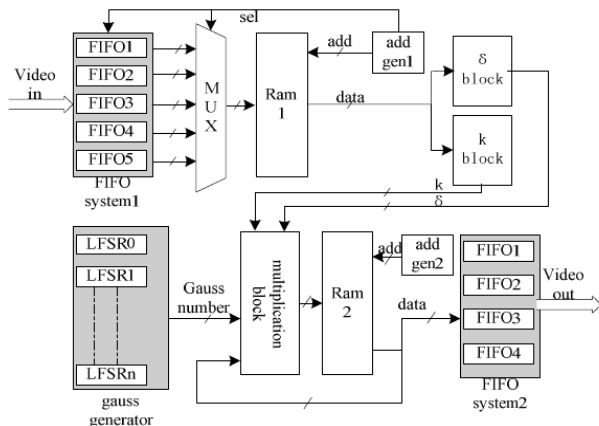 sel
FIFO1
FIFO2
FIFO3
FIFO4
FIFO5
Video
in
FIFO
system1
MUX
Ram
1
add
add
gen1
data
δ
block
k
block
k
δ
LFSR0
LFSR1
LFSRn
gauss
generator
Gauss
number
multiplication
block
Ram
2
add
add
gen2
data
FIFO1
FIFO2
FIFO3
FIFO4
FIFO
system2
Video
out